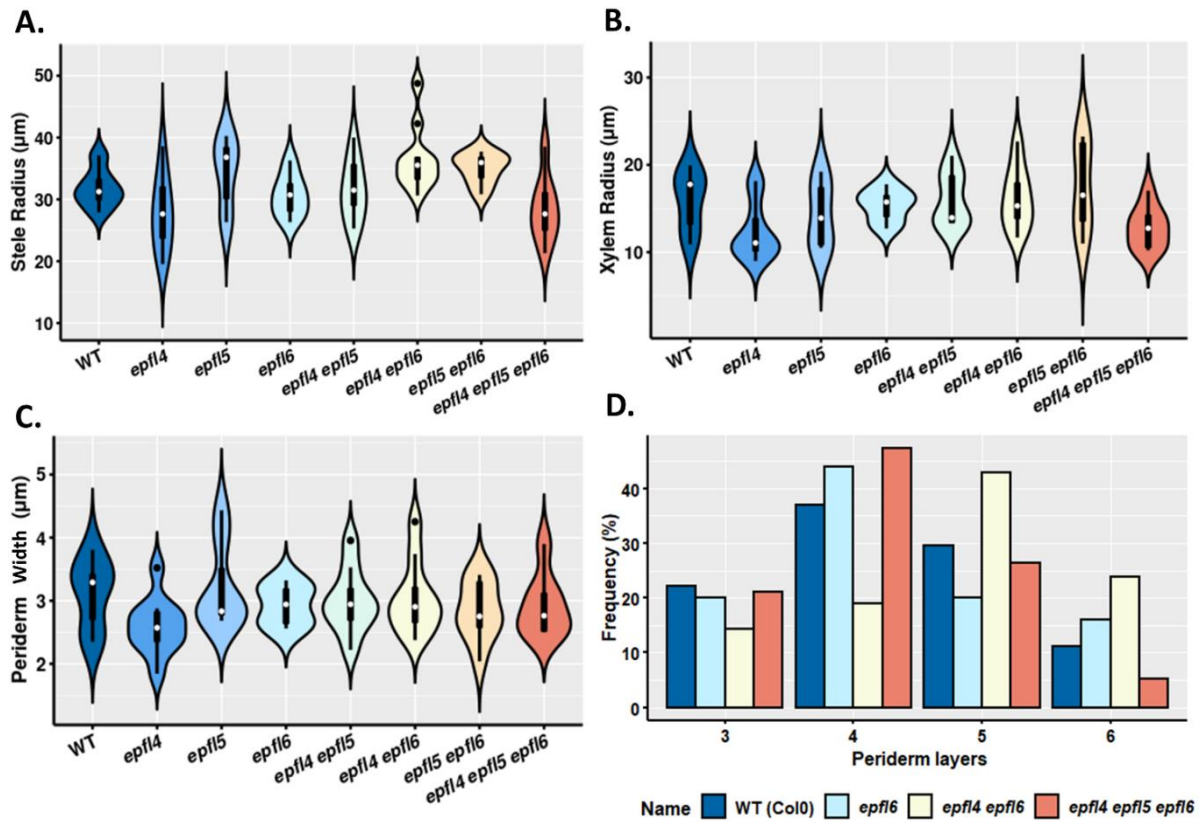 A.
Stele Radius (µm)
50
40
30
20
10
WT
epfl4
epfl5
epfl6
epfl4 epfl5
epfl4 epfl6
epfl5 epfl6
epfl4 epfl5 epfl6
B.
Xylem Radius (µm)
30
20
10
WT
epfl4
epfl5
epfl6
epfl4 epfl5
epfl4 epfl6
epfl5 epfl6
epfl4 epfl5 epfl6
C.
Periderm Width (µm)
5
4
3
2
WT
epfl4
epfl5
epfl6
epfl4 epfl5
epfl4 epfl6
epfl5 epfl6
epfl4 epfl5 epfl6
D.
Frequency (%)
40
30
20
10
0
3 4 5 6
Periderm layers
Name WT (Col0) epfl6 epfl4 epfl6 epfl4 epfl5 epfl6